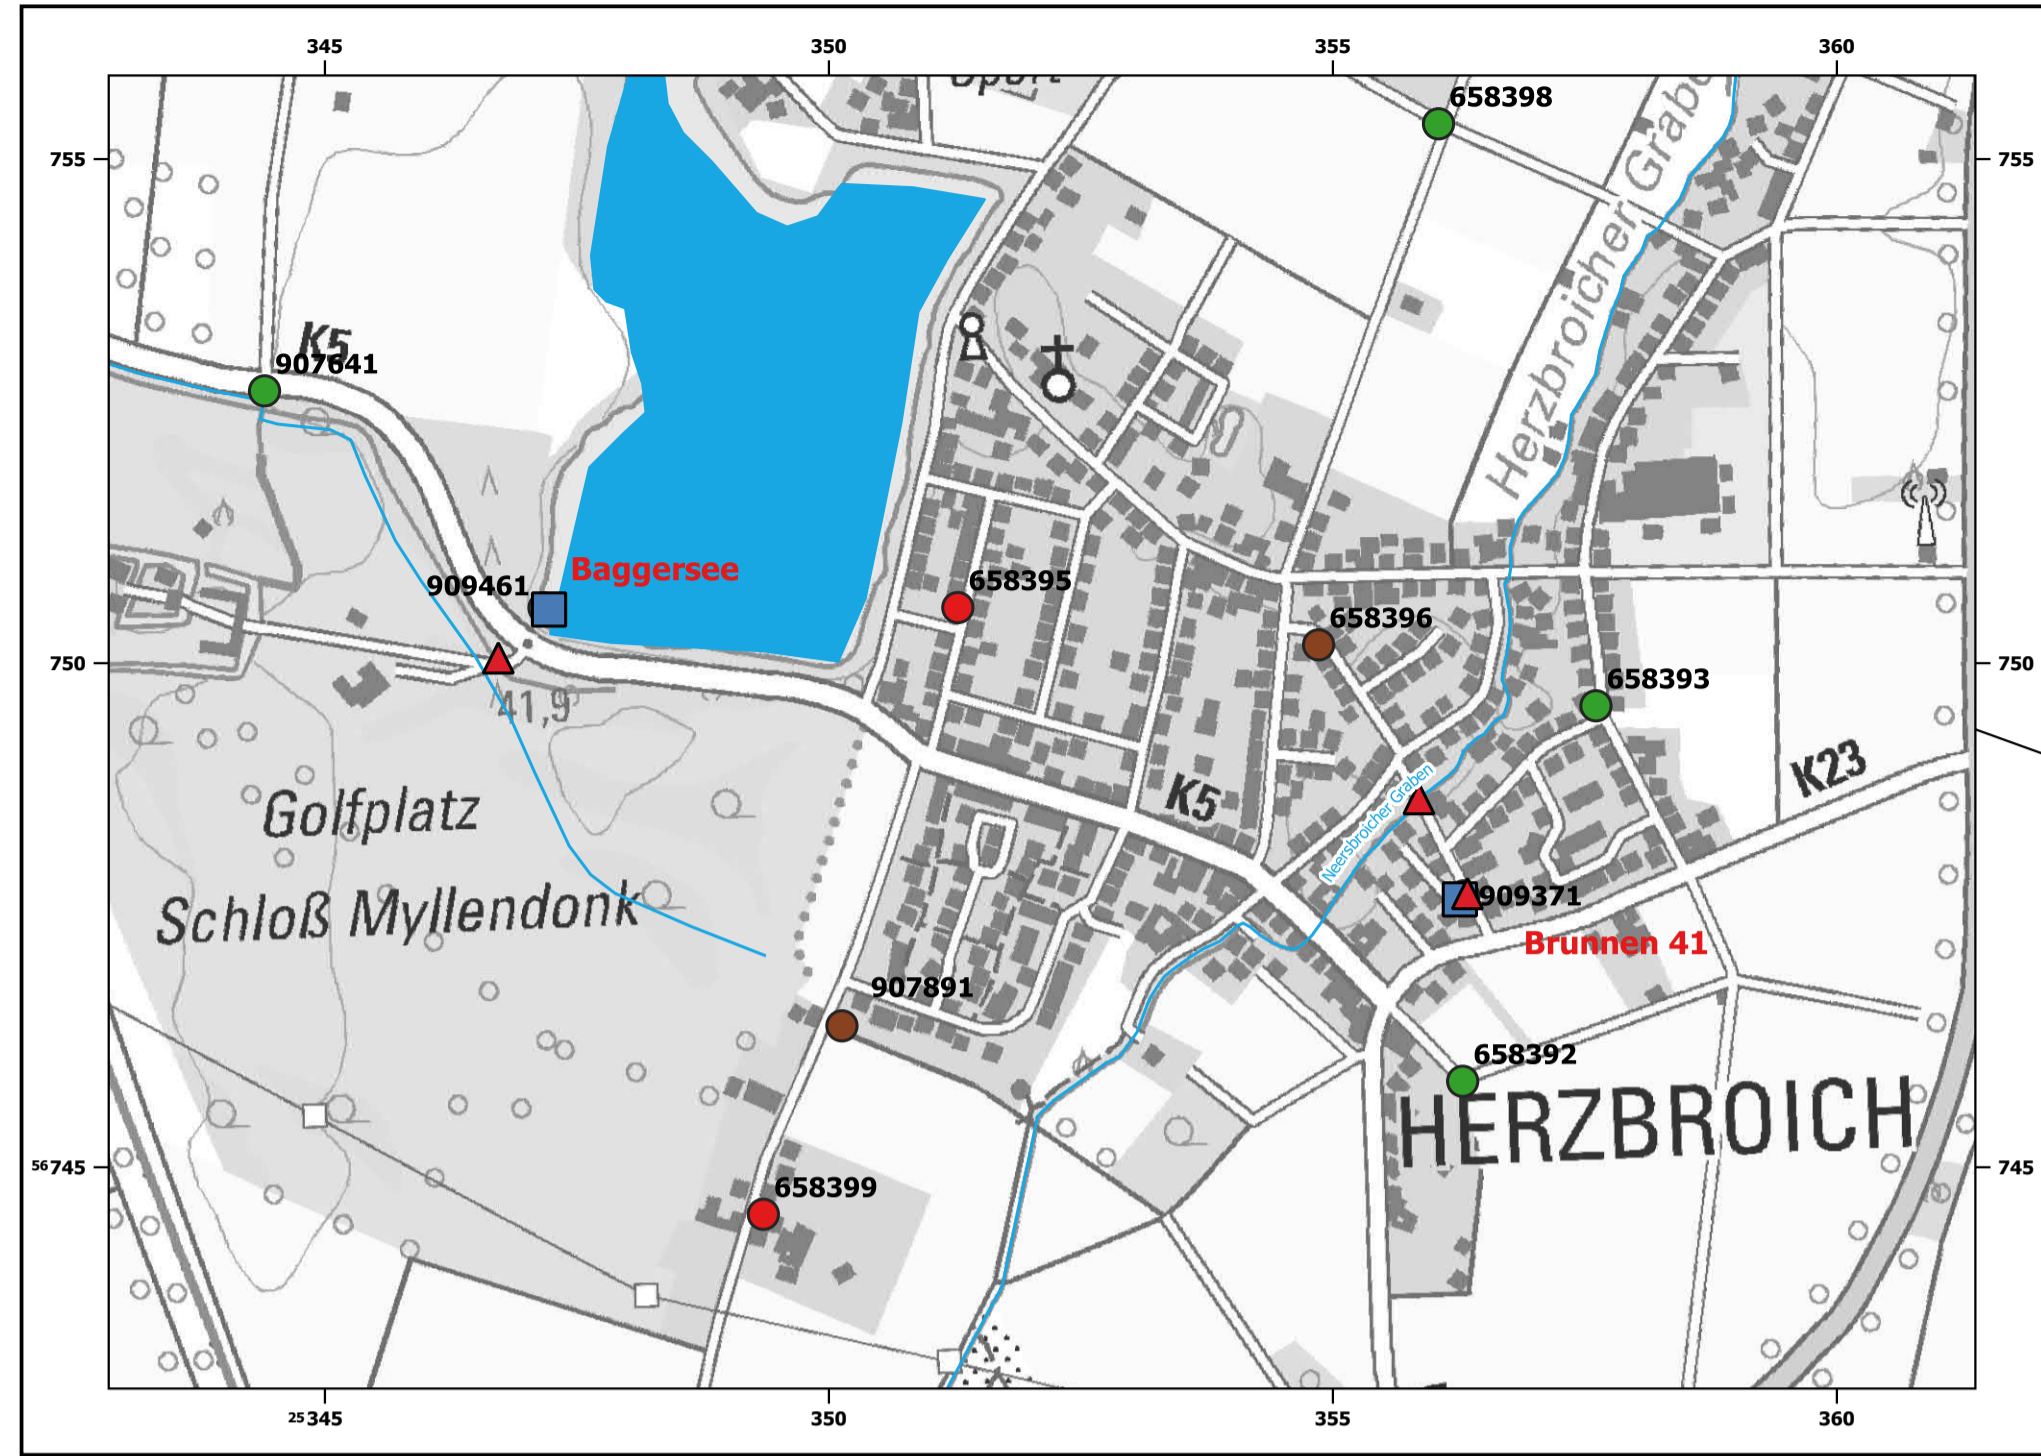 345 350 355 360
Sport
658398
755 755
Herzbroicher Graben
K5
907641
Baggersee
909461
658395
658396
750 750
658393
41,9
K23
K5
Neersbroicher Graben
Golfplatz
Schloß Myllendonk
909371
Brunnen 41
907891
658392
HERZBROICH
56745 745
658399
25345 350 355 360